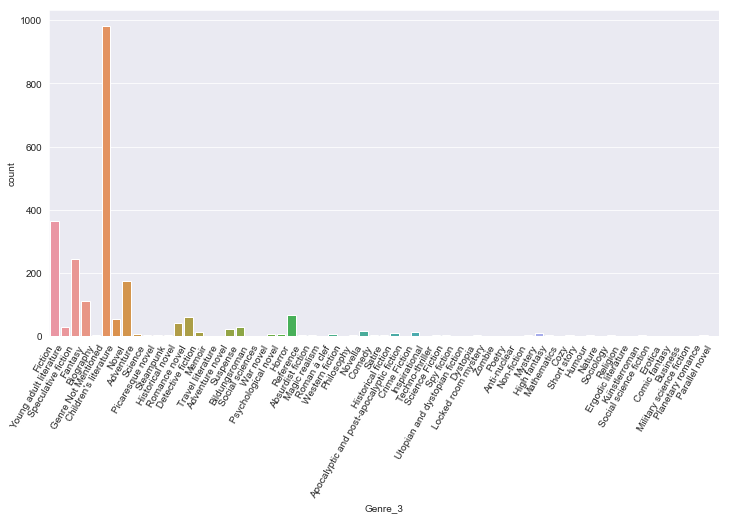 1000
800
600
400
200
0
count
Fiction
Young adult literature
Speculative fiction
Fantasy
Biography
Genre Not Mentioned
Children's literature
Novel
Adventure
Science
Picaresque novel
Steampunk
Historical novel
Romance novel
Detective fiction
Memoir
Travel literature
Adventure novel
Suspense
Bildungsroman
Social sciences
War novel
Psychological novel
Horror
Reference
Absurdist fiction
Magic realism
Roman à clef
Western fiction
Philosophy
Novella
Comedy
Satire
Historical fiction
Apocalyptic and post-apocalyptic fiction
Crime Fiction
Inspirational
Techno-thriller
Science Fiction
Spy fiction
Utopian and dystopian fiction
Dystopia
Locked room mystery
Zombie
Poetry
Anti-nuclear
Non-fiction
Mystery
High fantasy
Mathematics
Cozy
Short story
Humour
Nature
Sociology
Religion
Ergodic literature
Kunstlerroman
Social science fiction
Erotica
Comic fantasy
Business
Military science fiction
Planetary romance
Parallel novel
Genre_3